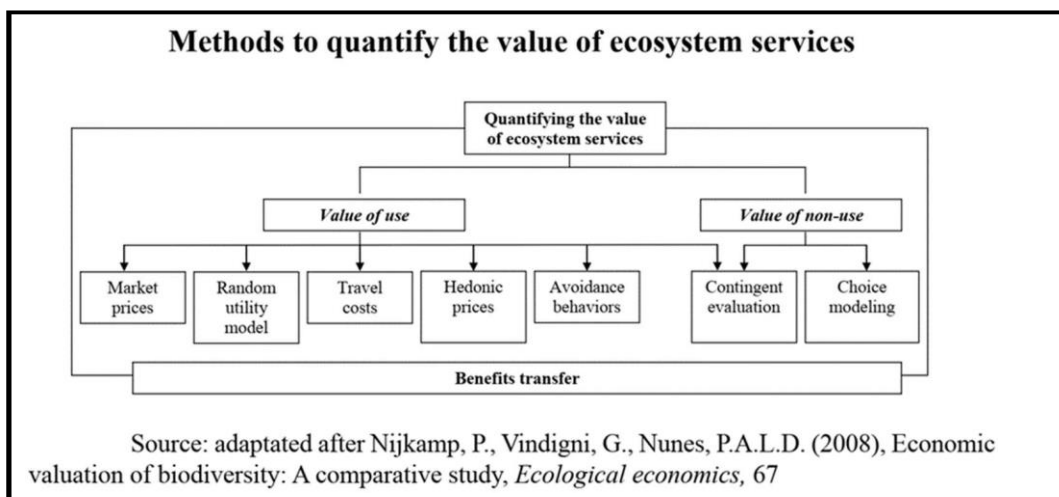 Methods to quantify the value of ecosystem services
Quantifying the value
of ecosystem services
Value of use
Value of non-use
Market
prices
Random
utility
model
Travel
costs
Hedonic
prices
Avoidance
behaviors
Contingent
evaluation
Choice
modeling
Benefits transfer
Source: adaptated after Nijkamp, P., Vindigni, G., Nunes, P.A.L.D. (2008), Economic
valuation of biodiversity: A comparative study, Ecological economics, 67